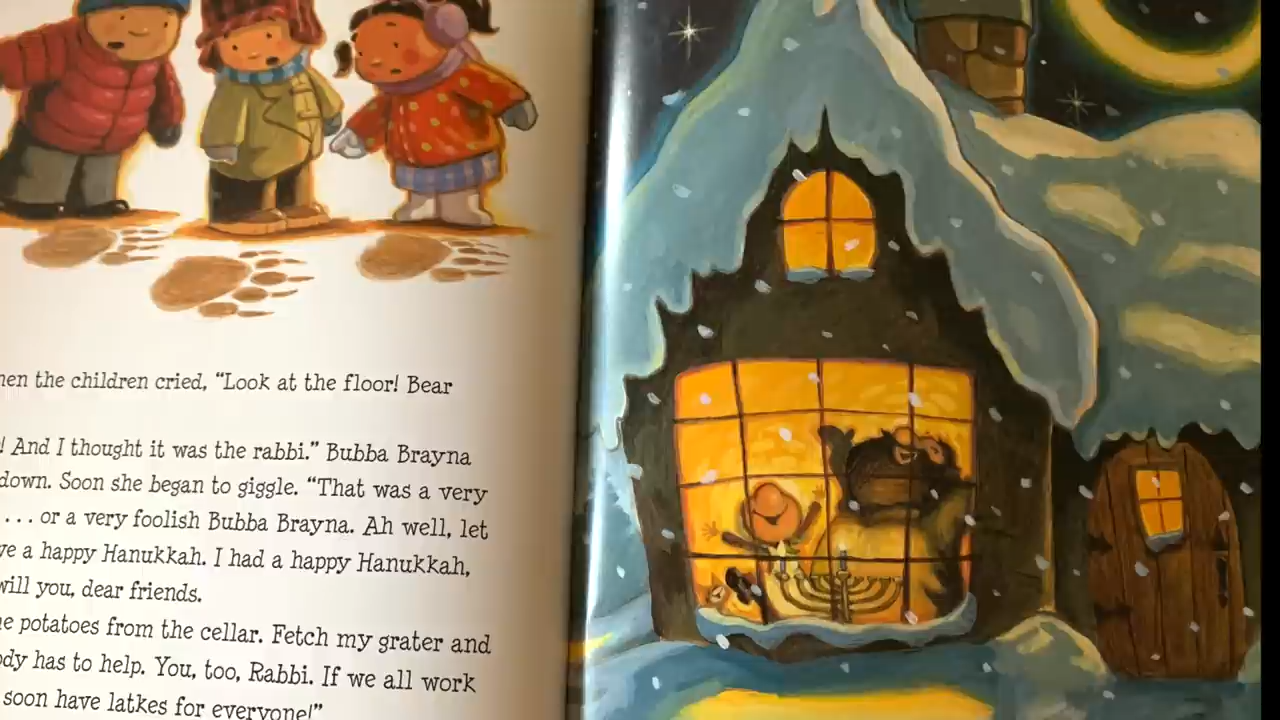 the children cried, “Look at the floor! Bear
! And I thought it was the rabbi.” Bubba Brayna
down. Soon she began to giggle. “That was a very
. . . or a very foolish Bubba Brayna. Ah well, let
a happy Hanukkah. I had a happy Hanukkah,
will you, dear friends.
potatoes from the cellar. Fetch my grater and
has to help. You, too, Rabbi. If we all work
soon have latkes for everyone!”